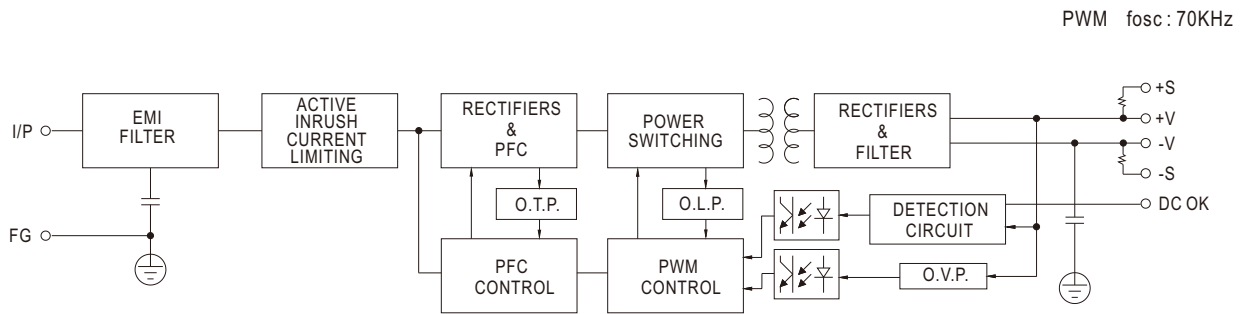 PWM fosc : 70KHz
I/P
EMI
FILTER
ACTIVE
INRUSH
CURRENT
LIMITING
RECTIFIERS
&
PFC
POWER
SWITCHING
RECTIFIERS
&
FILTER
+S
+V
-V
-S
DC OK
O.T.P.
O.L.P.
DETECTION
CIRCUIT
FG
PFC
CONTROL
PWM
CONTROL
O.V.P.